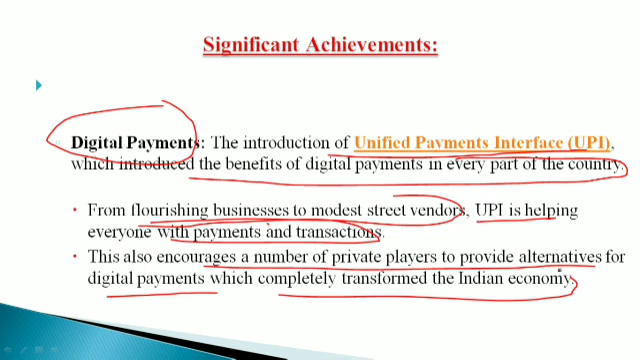 Significant Achievements:
Digital Payments: The introduction of Unified Payments Interface (UPI),
which introduced the benefits of digital payments in every part of the country.
• From flourishing businesses to modest street vendors, UPI is helping
everyone with payments and transactions.
• This also encourages a number of private players to provide alternatives for
digital payments which completely transformed the Indian economy.